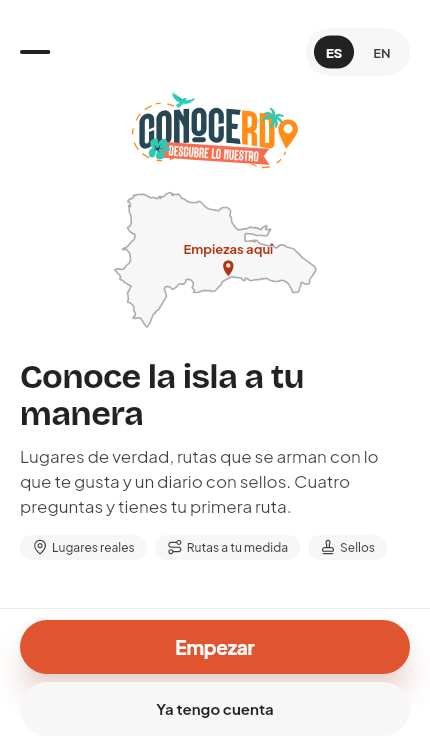 ES
EN
CONOCERD
DESCUBRE LO NUESTRO
Empiezas aquí
Conoce la isla a tu
manera
Lugares de verdad, rutas que se arman con lo
que te gusta y un diario con sellos. Cuatro
preguntas y tienes tu primera ruta.
Lugares reales
Rutas a tu medida
Sellos
Empezar
Ya tengo cuenta